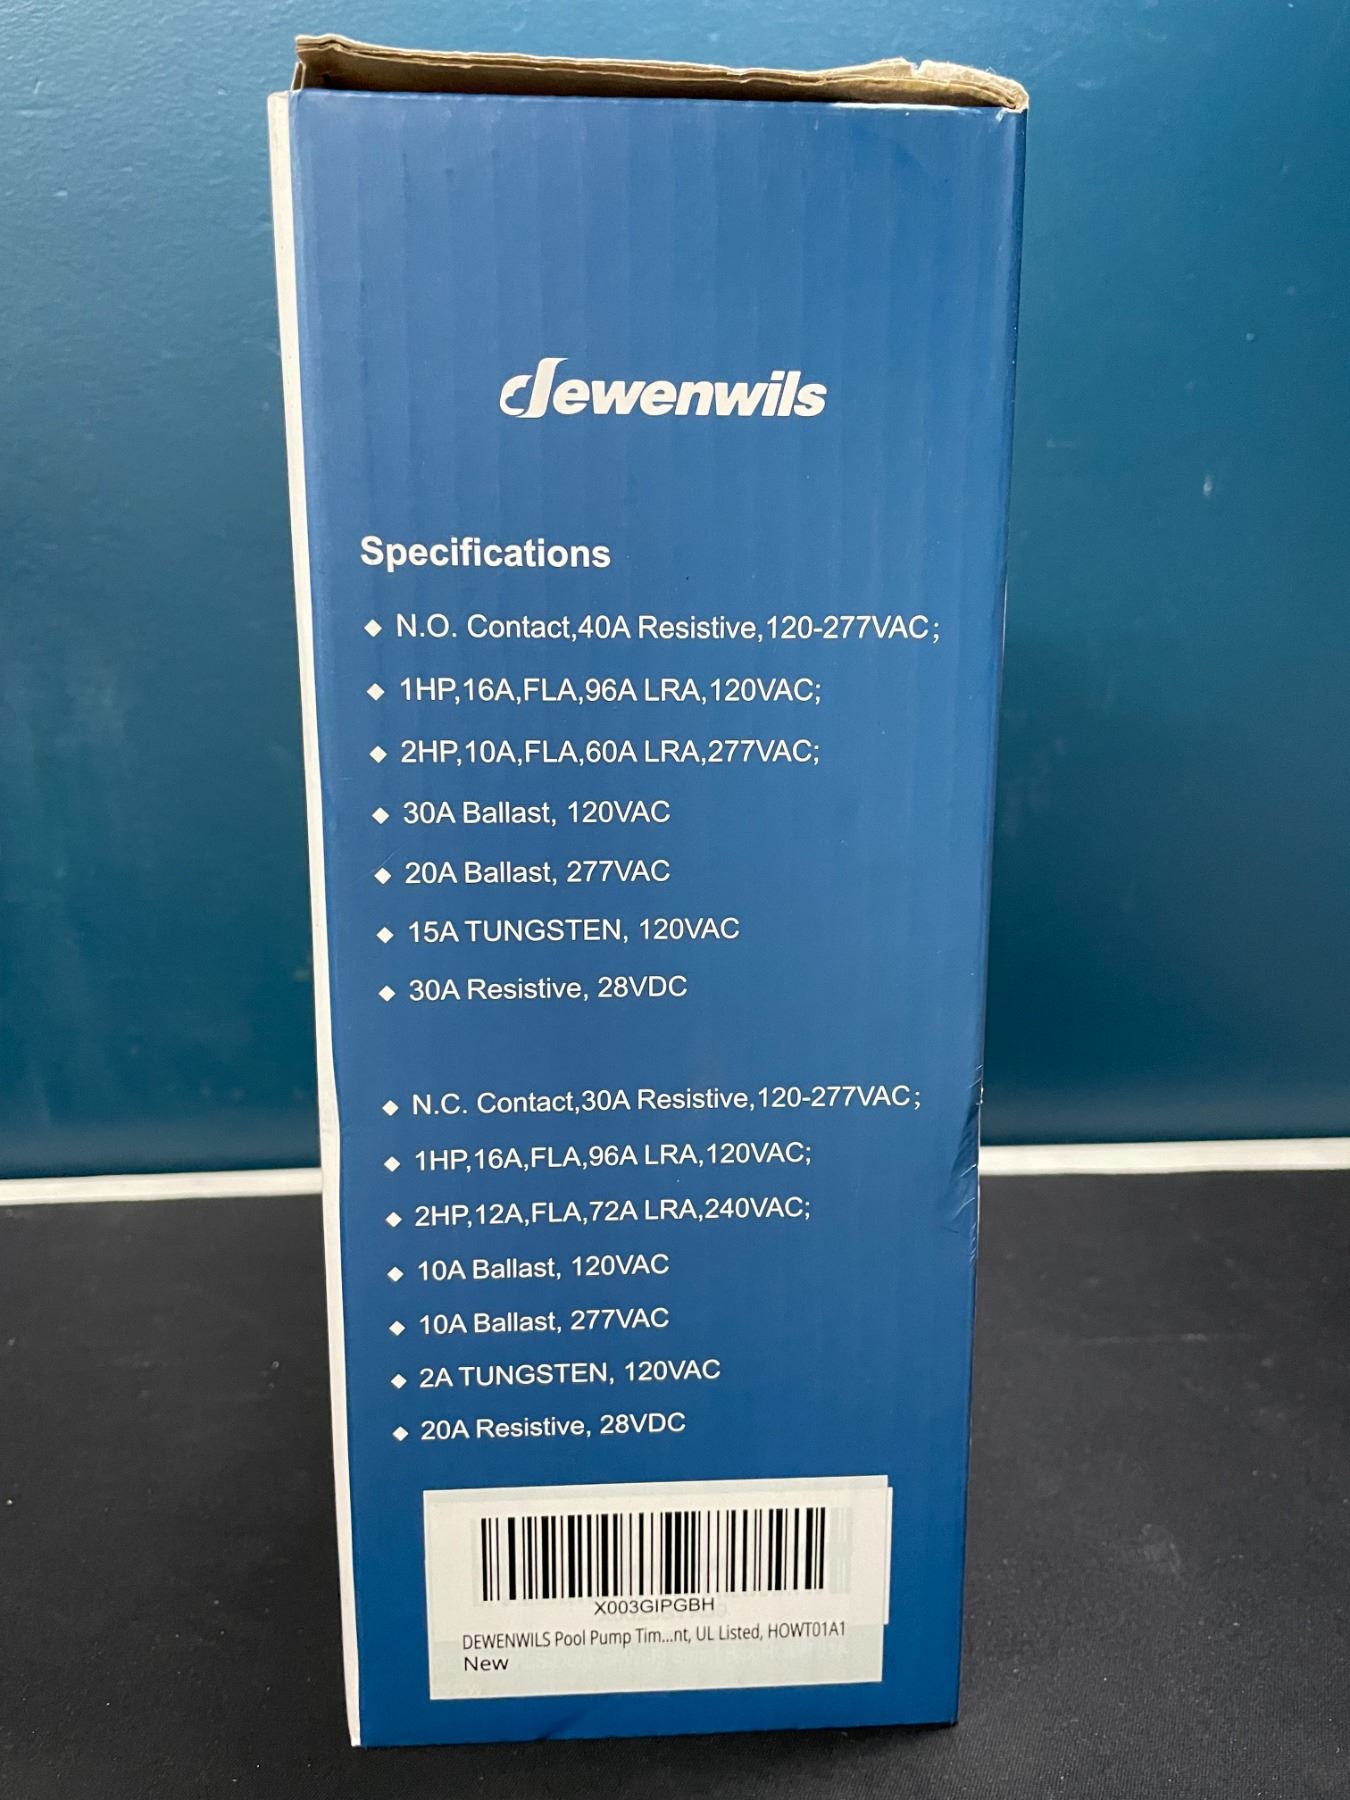 dewenwils
Specifications
◆ N.O. Contact,40A Resistive,120-277VAC;
◆ 1HP,16A,FLA,96A LRA,120VAC;
◆ 2HP,10A,FLA,60A LRA,277VAC;
◆ 30A Ballast, 120VAC
◆ 20A Ballast, 277VAC
◆ 15A TUNGSTEN, 120VAC
◆ 30A Resistive, 28VDC
◆ N.C. Contact,30A Resistive,120-277VAC;
◆ 1HP,16A,FLA,96A LRA,120VAC;
◆ 2HP,12A,FLA,72A LRA,240VAC;
◆ 10A Ballast, 120VAC
◆ 10A Ballast, 277VAC
◆ 2A TUNGSTEN, 120VAC
◆ 20A Resistive, 28VDC
X003GIPGBH
DEWENWILS Pool Pump Tim...nt, UL Listed, HOWT01A1
New